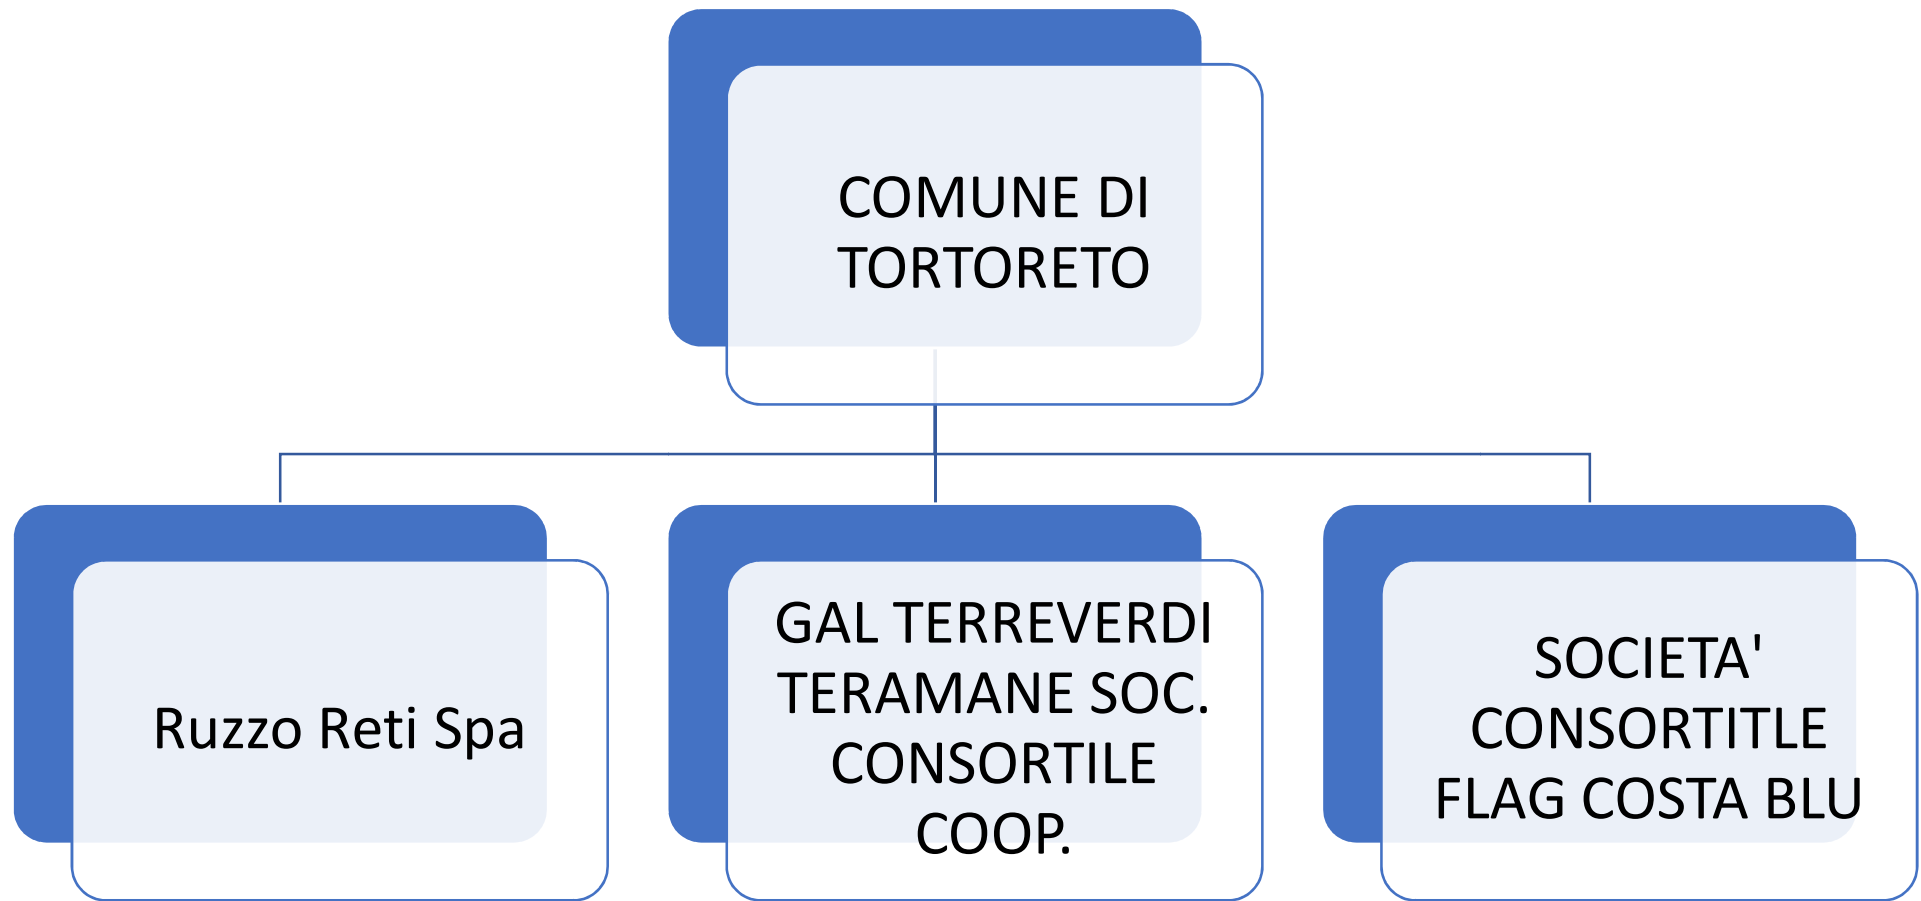 COMUNE DI
TORTORETO
Ruzzo Reti Spa
GAL TERREVERDI
TERAMANE SOC.
CONSORTILE
COOP.
SOCIETA'
CONSORTITLE
FLAG COSTA BLU